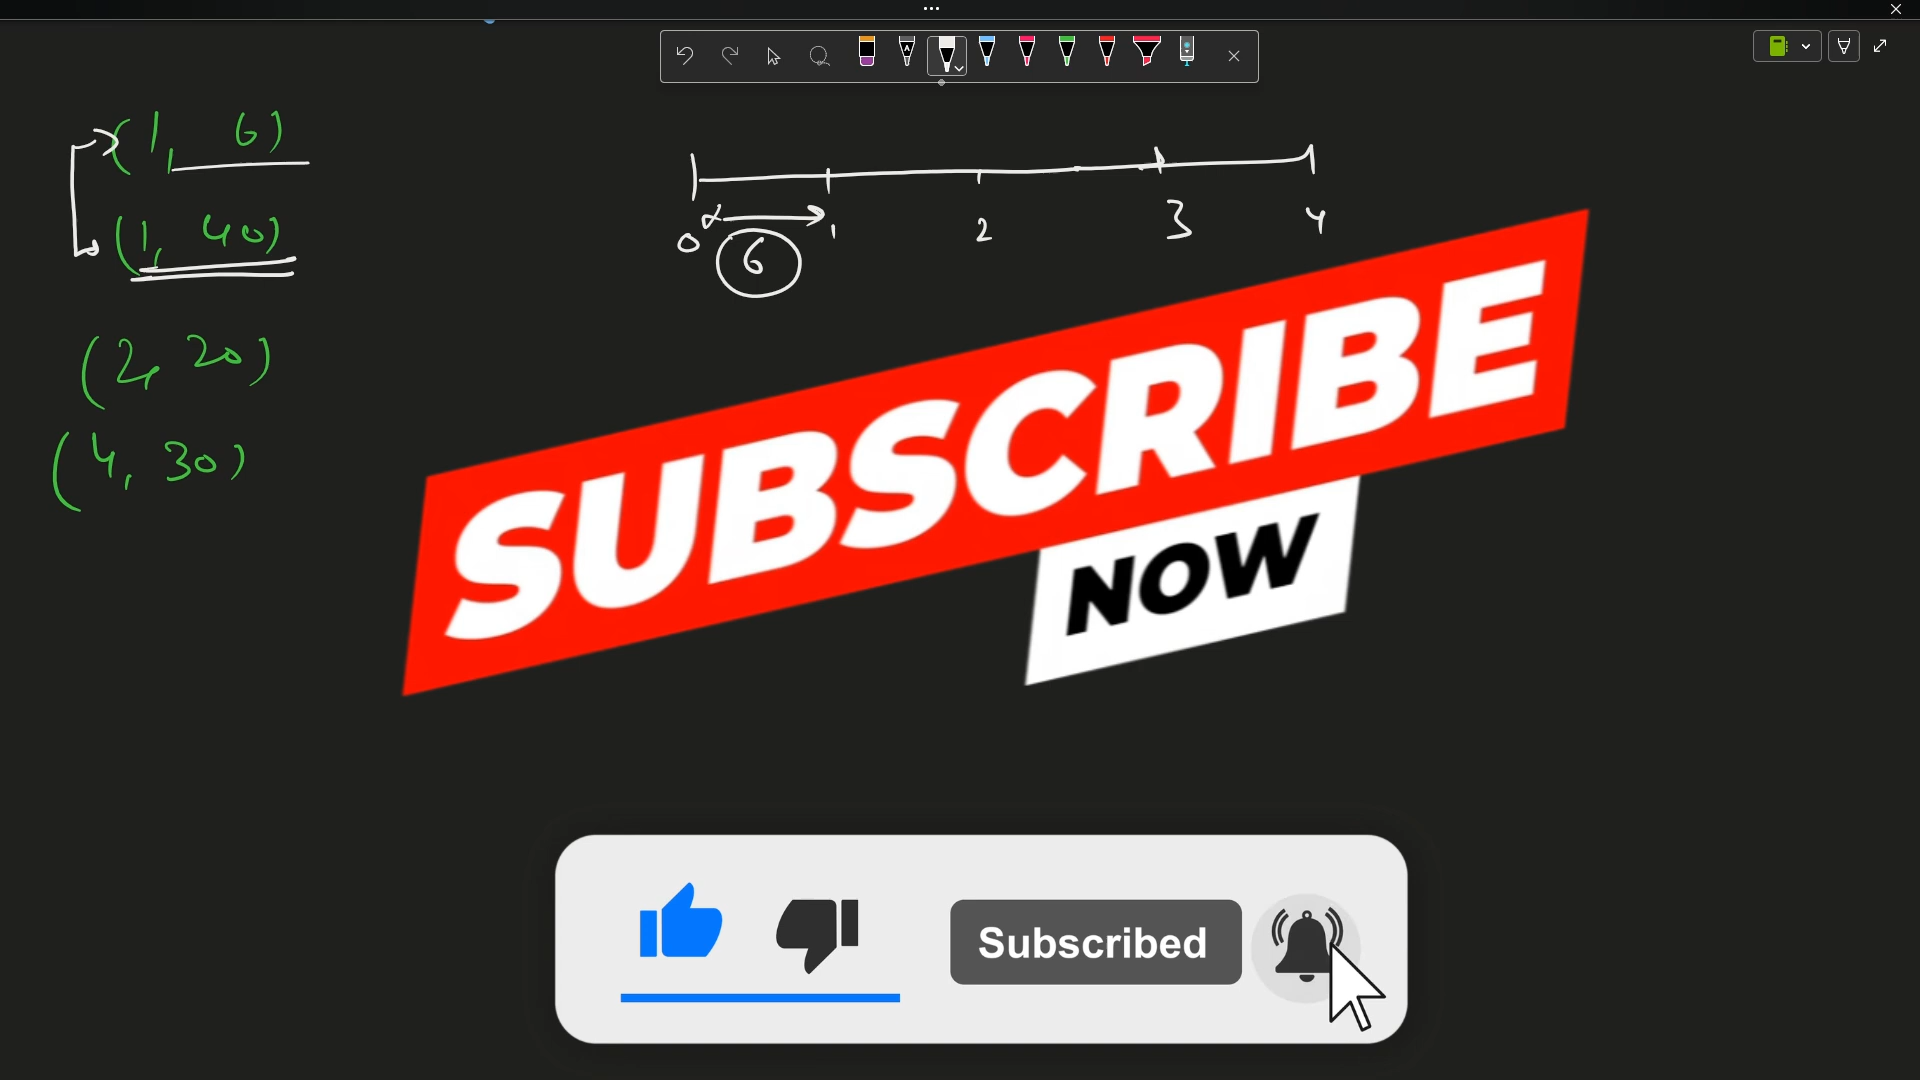 (1, 6)
(1, 40)
(2, 20)
(4, 30)
0 1 2 3 4
6
SUBSCRIBE
NOW
Subscribed